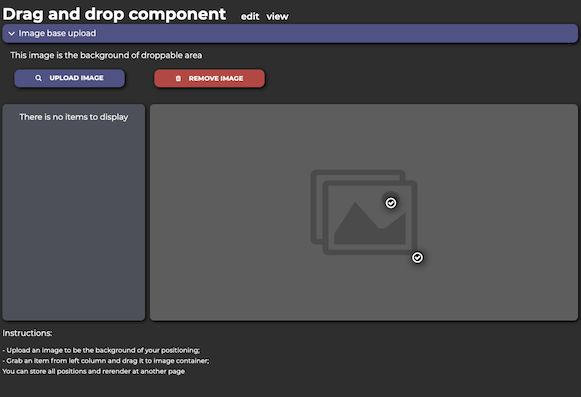 Drag and drop component edit view
Image base upload
This image is the background of droppable area
UPLOAD IMAGE REMOVE IMAGE
There is no items to display
Instructions:
- Upload an image to be the background of your positioning;
- Grab an item from left column and drag it to image container;
You can store all positions and rerender at another page